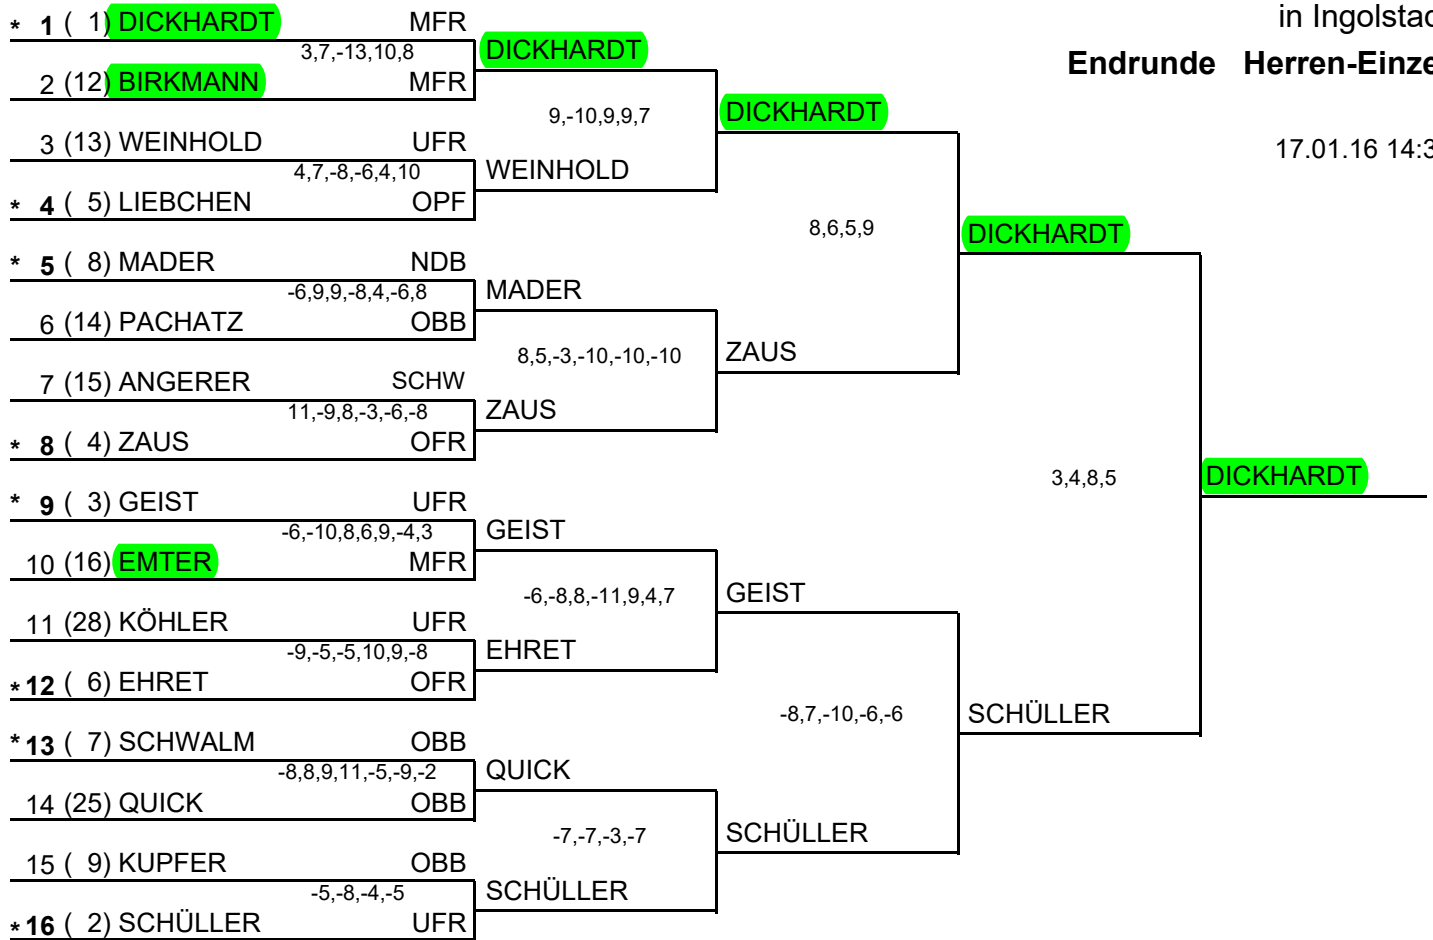 in Ingolstad
Endrunde Herren-Einze
17.01.16 14:3
* 1 ( 1) DICKHARDT MFR
3,7,-13,10,8
DICKHARDT
2 (12) BIRKMANN MFR
9,-10,9,9,7
DICKHARDT
3 (13) WEINHOLD UFR
4,7,-8,-6,4,10
WEINHOLD
* 4 ( 5) LIEBCHEN OPF
8,6,5,9
DICKHARDT
* 5 ( 8) MADER NDB
-6,9,9,-8,4,-6,8
MADER
6 (14) PACHATZ OBB
8,5,-3,-10,-10,-10
ZAUS
7 (15) ANGERER SCHW
11,-9,8,-3,-6,-8
ZAUS
* 8 ( 4) ZAUS OFR
3,4,8,5
DICKHARDT
* 9 ( 3) GEIST UFR
-6,-10,8,6,9,-4,3
GEIST
10 (16) EMTER MFR
-6,-8,8,-11,9,4,7
GEIST
11 (28) KÖHLER UFR
-9,-5,-5,10,9,-8
EHRET
* 12 ( 6) EHRET OFR
-8,7,-10,-6,-6
SCHÜLLER
* 13 ( 7) SCHWALM OBB
-8,8,9,11,-5,-9,-2
QUICK
14 (25) QUICK OBB
-7,-7,-3,-7
SCHÜLLER
15 ( 9) KUPFER OBB
-5,-8,-4,-5
SCHÜLLER
* 16 ( 2) SCHÜLLER UFR